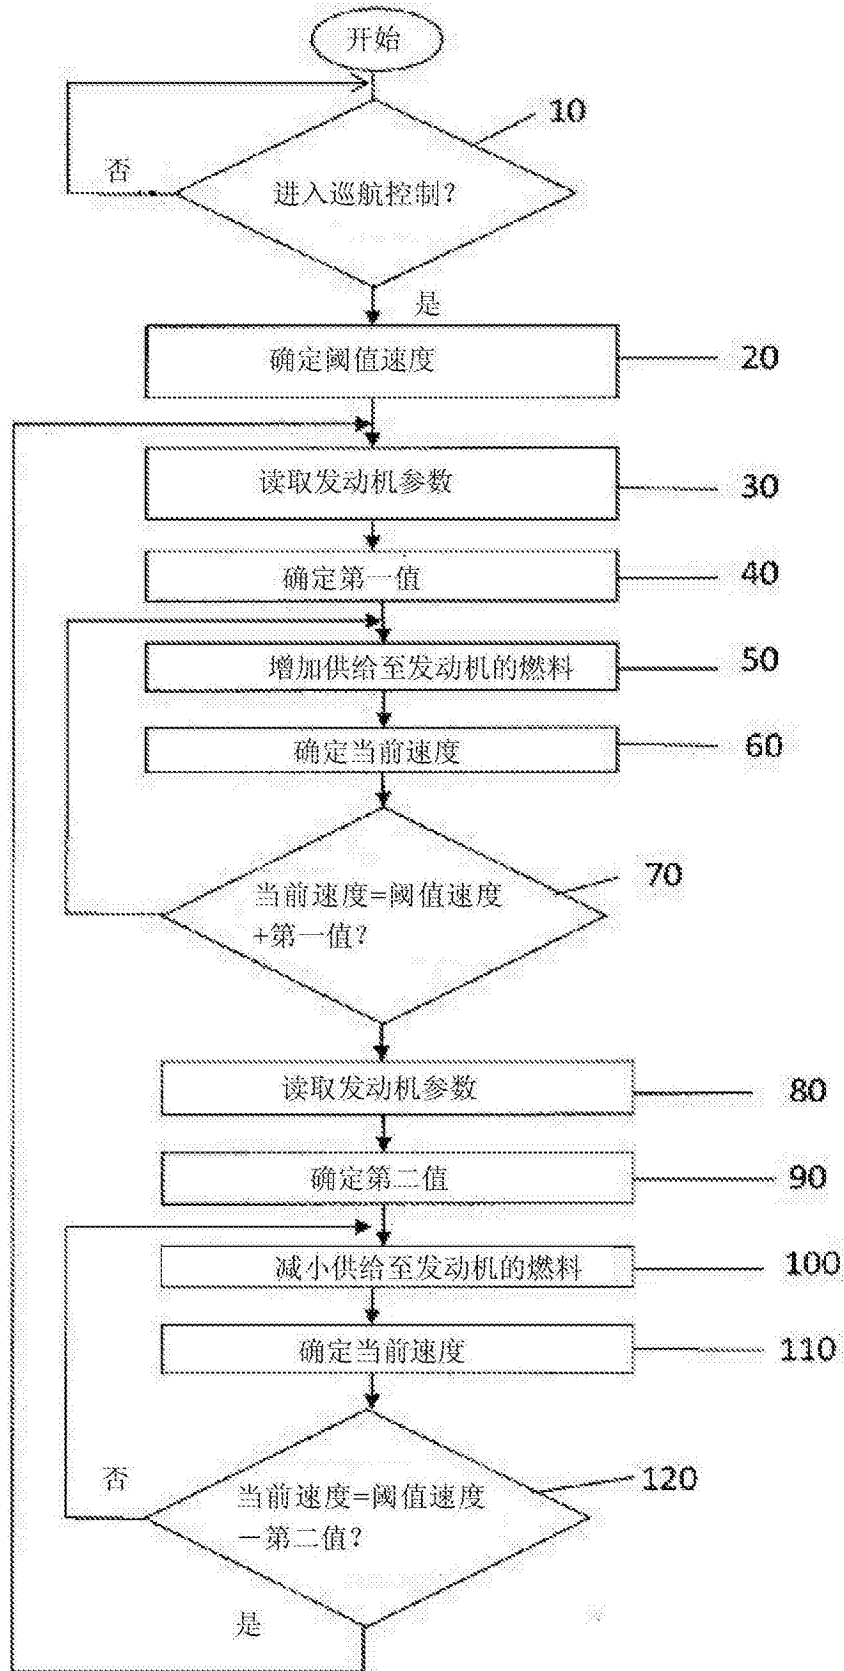 开始
10
否
进入巡航控制？
是
确定阈值速度
20
读取发动机参数
30
确定第一值
40
增加供给至发动机的燃料
50
确定当前速度
60
当前速度=阈值速度
+第一值？
70
读取发动机参数
80
确定第二值
90
减小供给至发动机的燃料
100
确定当前速度
110
否
当前速度=阈值速度
－第二值？
120
是